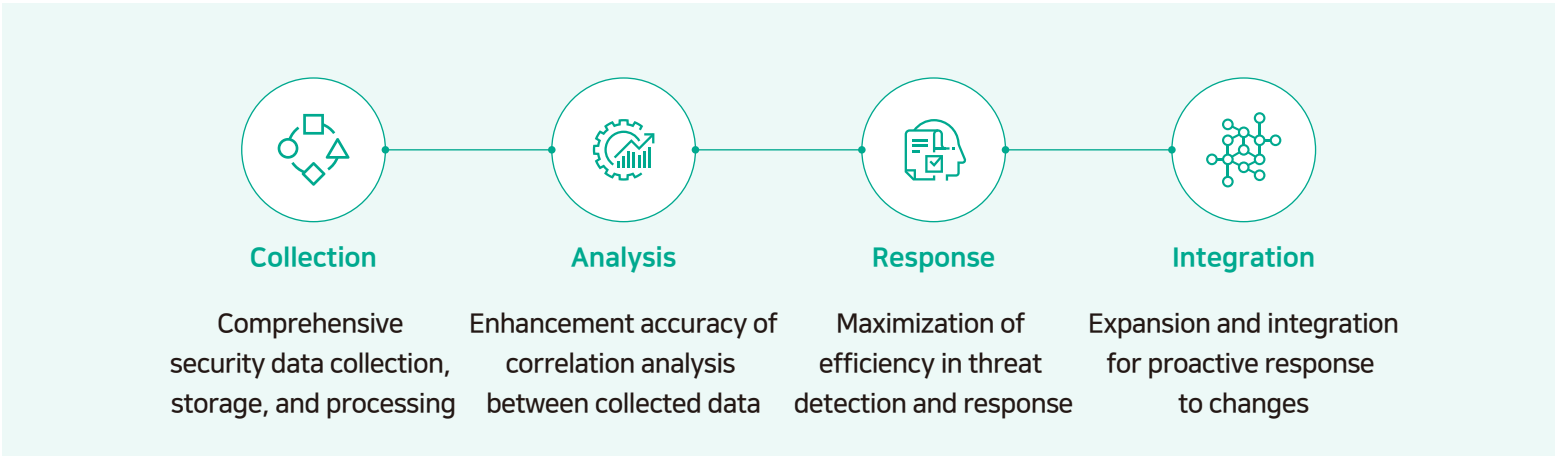 Collection
Comprehensive
security data collection,
storage, and processing
Analysis
Enhancement accuracy of
correlation analysis
between collected data
Response
Maximization of
efficiency in threat
detection and response
Integration
Expansion and integration
for proactive response
to changes